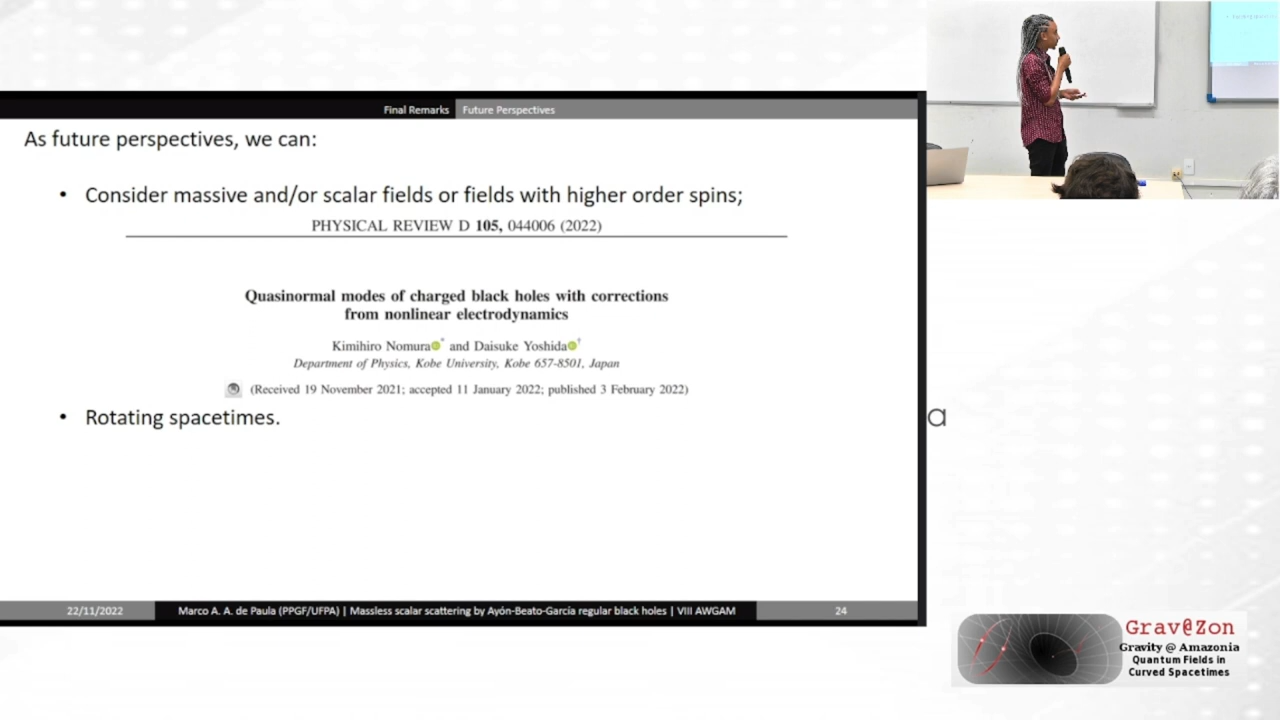 Final Remarks Future Perspectives
As future perspectives, we can:
• Consider massive and/or scalar fields or fields with higher order spins;
PHYSICAL REVIEW D 105, 044006 (2022)
Quasinormal modes of charged black holes with corrections
from nonlinear electrodynamics
Kimihiro Nomura* and Daisuke Yoshida†
Department of Physics, Kobe University, Kobe 657-8501, Japan
(Received 19 November 2021; accepted 11 January 2022; published 3 February 2022)
• Rotating spacetimes.
a
22/11/2022 Marco A. A. de Paula (PPGF/UFPA) | Massless scalar scattering by Ayón-Beato-García regular black holes | VIII AWGAM 24
Grav@Zon
Gravity @ Amazonia
Quantum Fields in
Curved Spacetimes